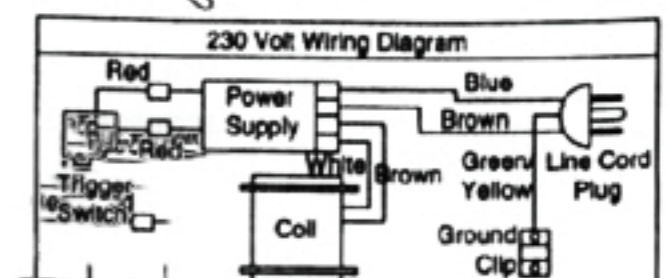 230 Volt Wiring Diagram
Red
Blue
Power
Supply
Brown
Red
White
Brown
Green/
Yellow
Line Cord
Plug
Trigger
Switch
Coil
Ground
Clip